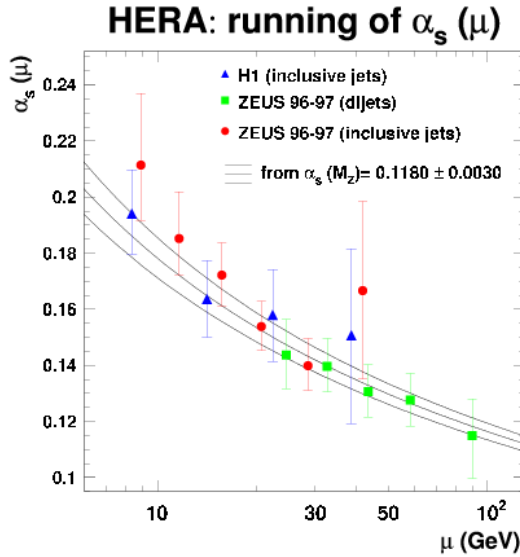 HERA: running of α_s (μ)
α_s (μ)
H1 (inclusive jets)
ZEUS 96-97 (dijets)
ZEUS 96-97 (inclusive jets)
from α_s (M_Z)= 0.1180 ± 0.0030
0.24
0.22
0.2
0.18
0.16
0.14
0.12
0.1
10 30 50 10²
μ (GeV)